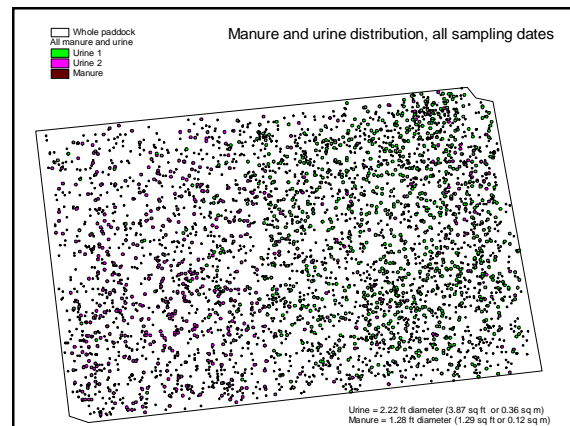 Manure and urine distribution, all sampling dates
Whole paddock
All manure and urine
Urine 1
Urine 2
Manure
Urine = 2.22 ft diameter (3.87 sq ft or 0.36 sq m)
Manure = 1.28 ft diameter (1.29 sq ft or 0.12 sq m)